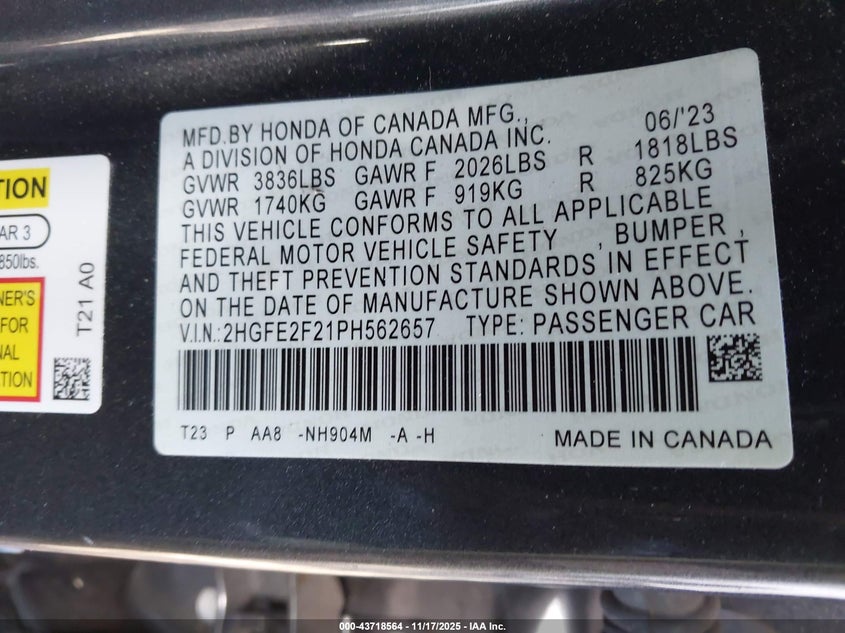 TION
AR 3
850lbs.
NER'S
FOR
NAL
TION
T21 A0
MFD.BY HONDA OF CANADA MFG., 06/'23
A DIVISION OF HONDA CANADA INC.
GVWR 3836LBS GAWR F 2026LBS R 1818LBS
GVWR 1740KG GAWR F 919KG R 825KG
THIS VEHICLE CONFORMS TO ALL APPLICABLE
FEDERAL MOTOR VEHICLE SAFETY , BUMPER ,
AND THEFT PREVENTION STANDARDS IN EFFECT
ON THE DATE OF MANUFACTURE SHOWN ABOVE.
V.I.N.:2HGFE2F21PH562657 TYPE: PASSENGER CAR
T23 P AA8 -NH904M -A -H MADE IN CANADA
000-43718564 | 11/17/2025 - IAA Inc.